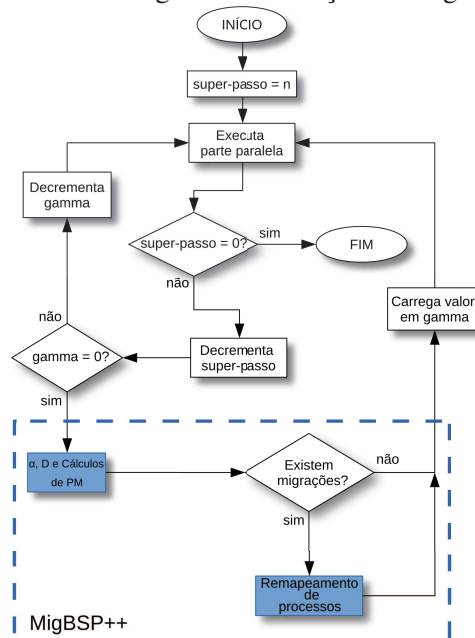 INÍCIO
super-passo = n
Executa
parte paralela
Decrementa
gamma
super-passo = 0?
sim
FIM
não
Carrega valor
em gamma
não
gamma = 0?
Decrementa
super-passo
sim
α, D e Cálculos
de PM
Existem
migrações?
não
sim
Remapeamento
de
processos
MigBSP++